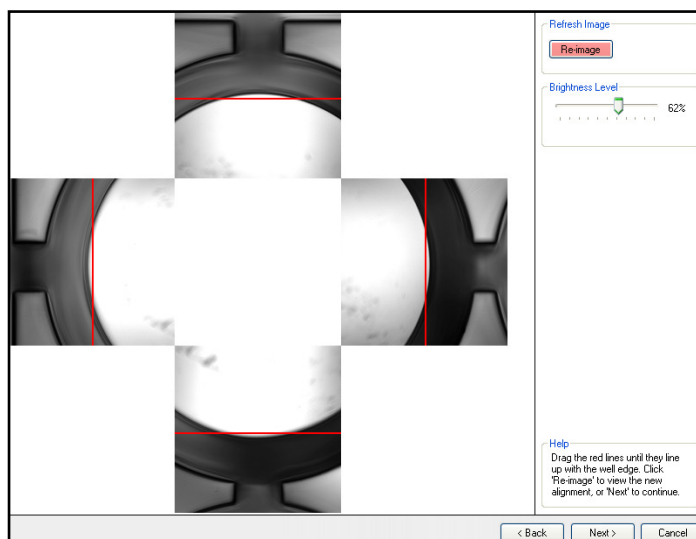 Refresh Image
Re-image
Brightness Level
62%
Help
Drag the red lines until they line
up with the well edge. Click
'Re-image' to view the new
alignment, or 'Next' to continue.
< Back
Next >
Cancel